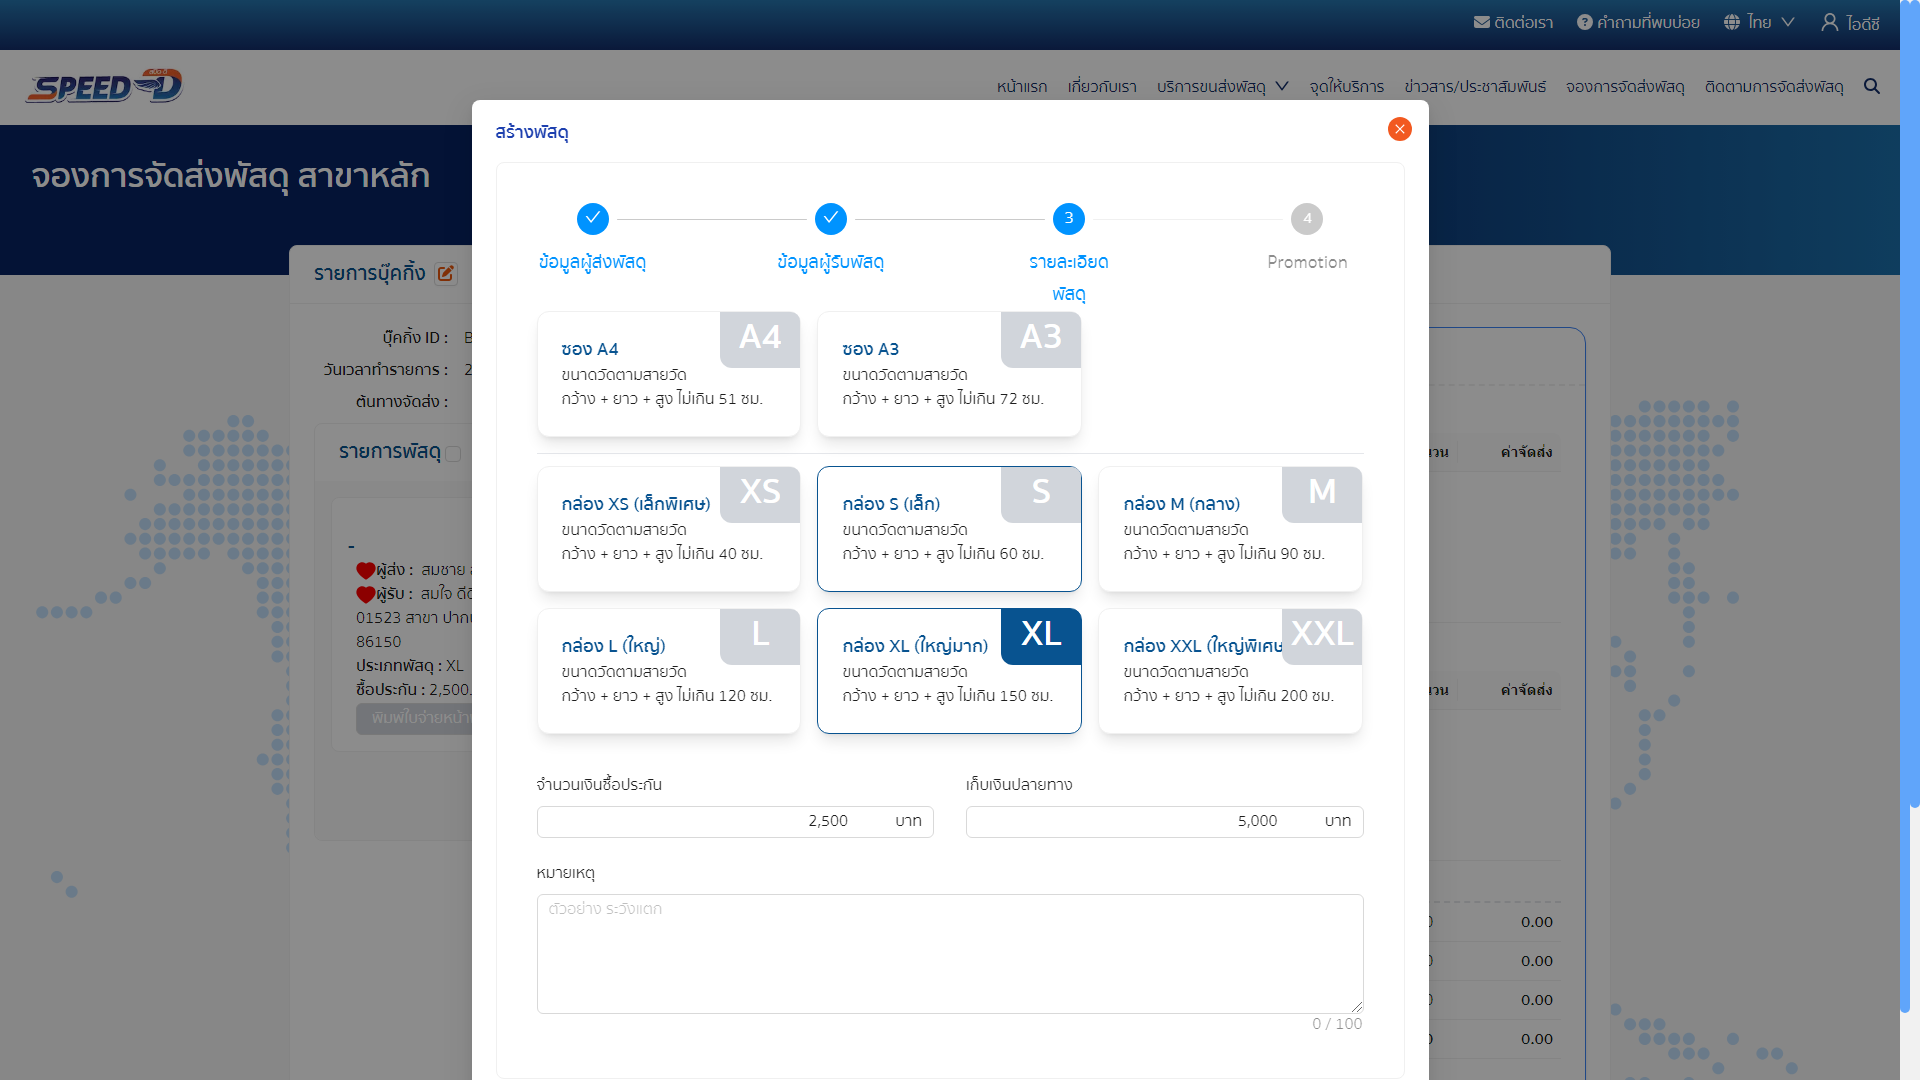 ติดต่อเรา
คำถามที่พบบ่อย
ไทย
ไอดีซี
SPEED-D
หน้าแรก
เกี่ยวกับเรา
บริการขนส่งพัสดุ
จุดให้บริการ
ข่าวสาร/ประชาสัมพันธ์
จองการจัดส่งพัสดุ
ติดตามการจัดส่งพัสดุ
จองการจัดส่งพัสดุ สาขาหลัก
รายการบุ๊คกิ้ง
บุ๊คกิ้ง ID :
วันเวลาทำรายการ : 2
ต้นทางจัดส่ง :
รายการพัสดุ
-
ผู้ส่ง : สมชาย
ผู้รับ : สมใจ
01523 สาขา
86150
ประเภทพัสดุ : XL
ซื้อประกัน : 2,500.
พิมพ์ใบจ่ายหน้า
สร้างพัสดุ
ข้อมูลผู้ส่งพัสดุ
ข้อมูลผู้รับพัสดุ
3
รายละเอียด
พัสดุ
4
Promotion
ซอง A4
A4
ขนาดวัดตามสายวัด
กว้าง + ยาว + สูง ไม่เกิน 51 ซม.
ซอง A3
A3
ขนาดวัดตามสายวัด
กว้าง + ยาว + สูง ไม่เกิน 72 ซม.
กล่อง XS (เล็กพิเศษ)
XS
ขนาดวัดตามสายวัด
กว้าง + ยาว + สูง ไม่เกิน 40 ซม.
กล่อง S (เล็ก)
S
ขนาดวัดตามสายวัด
กว้าง + ยาว + สูง ไม่เกิน 60 ซม.
กล่อง M (กลาง)
M
ขนาดวัดตามสายวัด
กว้าง + ยาว + สูง ไม่เกิน 90 ซม.
กล่อง L (ใหญ่)
L
ขนาดวัดตามสายวัด
กว้าง + ยาว + สูง ไม่เกิน 120 ซม.
กล่อง XL (ใหญ่มาก)
XL
ขนาดวัดตามสายวัด
กว้าง + ยาว + สูง ไม่เกิน 150 ซม.
กล่อง XXL (ใหญ่พิเศษ
XXL
ขนาดวัดตามสายวัด
กว้าง + ยาว + สูง ไม่เกิน 200 ซม.
จำนวนเงินซื้อประกัน
2,500 บาท
เก็บเงินปลายทาง
5,000 บาท
หมายเหตุ
ตัวอย่าง ระวังแตก
0 / 100
ค่าจัดส่ง
ค่าจัดส่ง
0.00
0.00
0.00
0.00